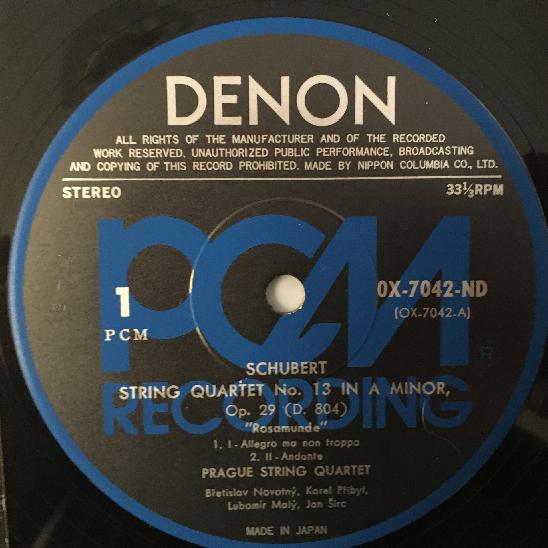 DENON
ALL RIGHTS OF THE MANUFACTURER AND OF THE RECORDED
WORK RESERVED. UNAUTHORIZED PUBLIC PERFORMANCE, BROADCASTING
AND COPYING OF THIS RECORD PROHIBITED. MADE BY NIPPON COLUMBIA CO., LTD.
STEREO 33⅓RPM
PCM
RECORDING
®
1
PCM
OX-7042-ND
(OX-7042-A)
SCHUBERT
STRING QUARTET No. 13 IN A MINOR,
Op. 29 (D. 804)
"Rosamunde"
1. I-Allegro ma non troppo
2. II-Andante
PRAGUE STRING QUARTET
Břetislav Novotný, Karel Přibyl,
Lubomír Malý, Jan Širc
MADE IN JAPAN